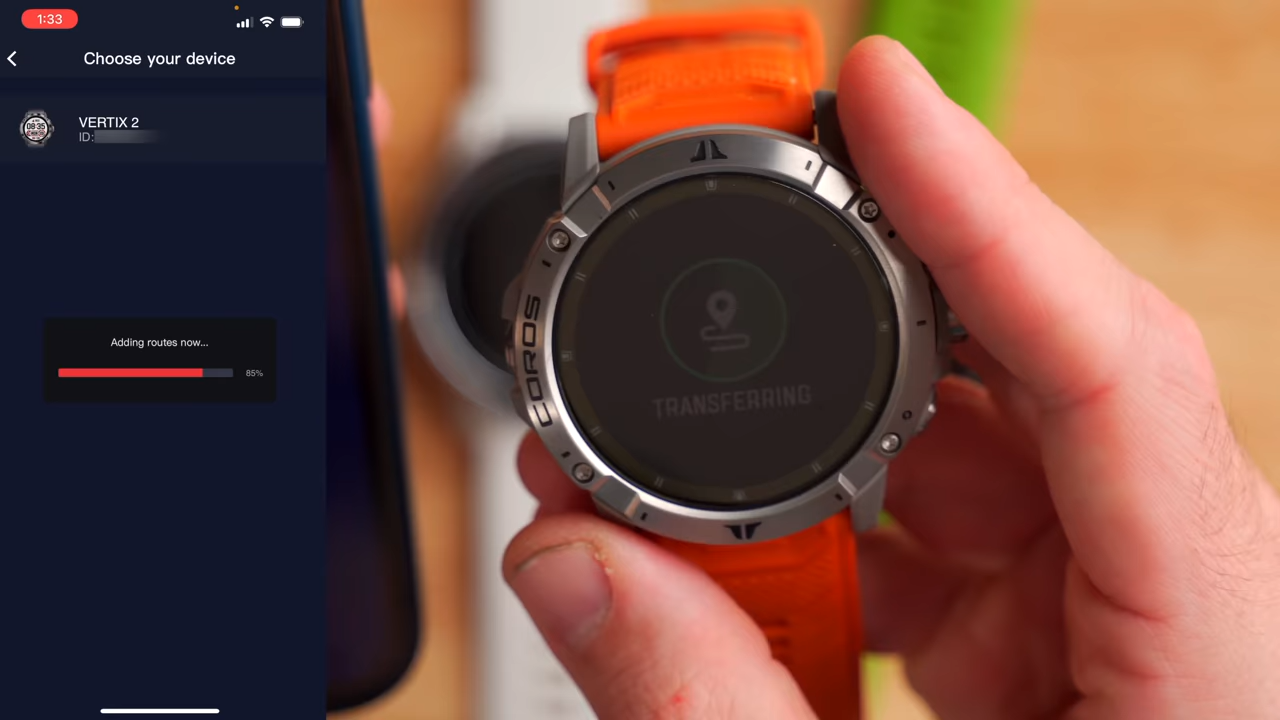 1:33
Choose your device
VERTIX 2
ID:
Adding routes now...
85%
COROS
TRANSFERRING